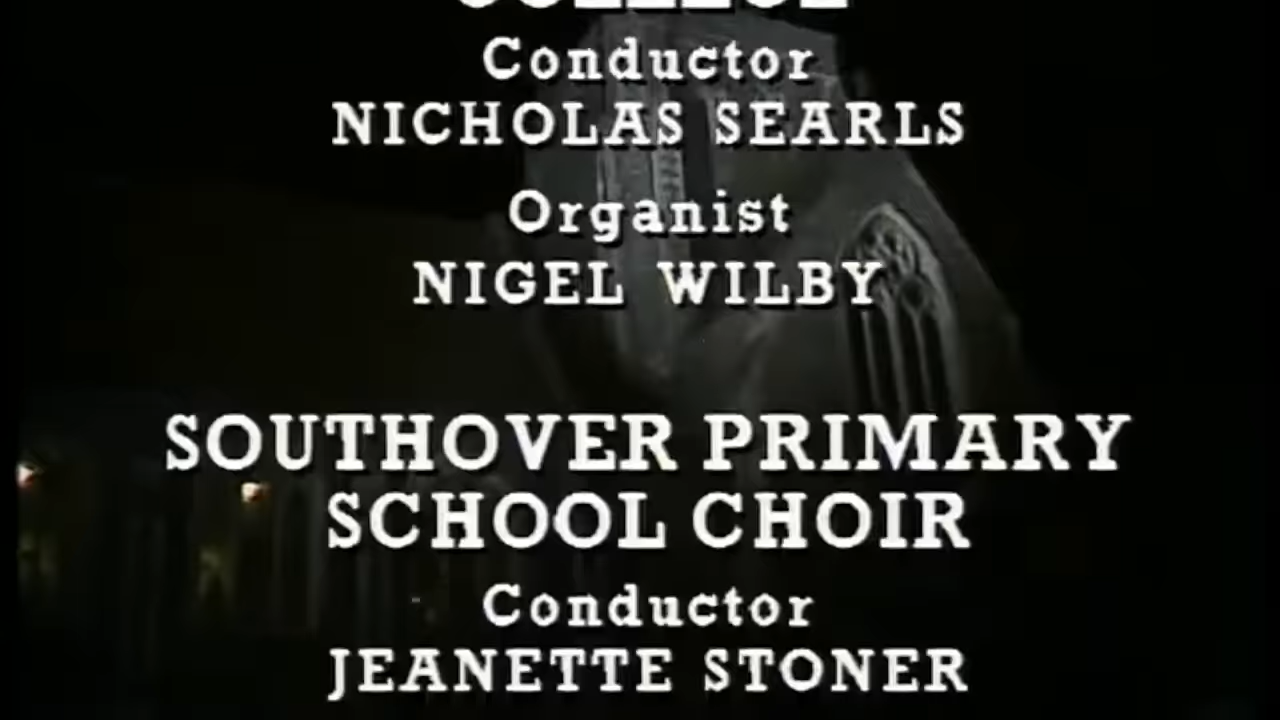 Conductor
NICHOLAS SEARLS
Organist
NIGEL WILBY
SOUTHOVER PRIMARY
SCHOOL CHOIR
Conductor
JEANETTE STONER